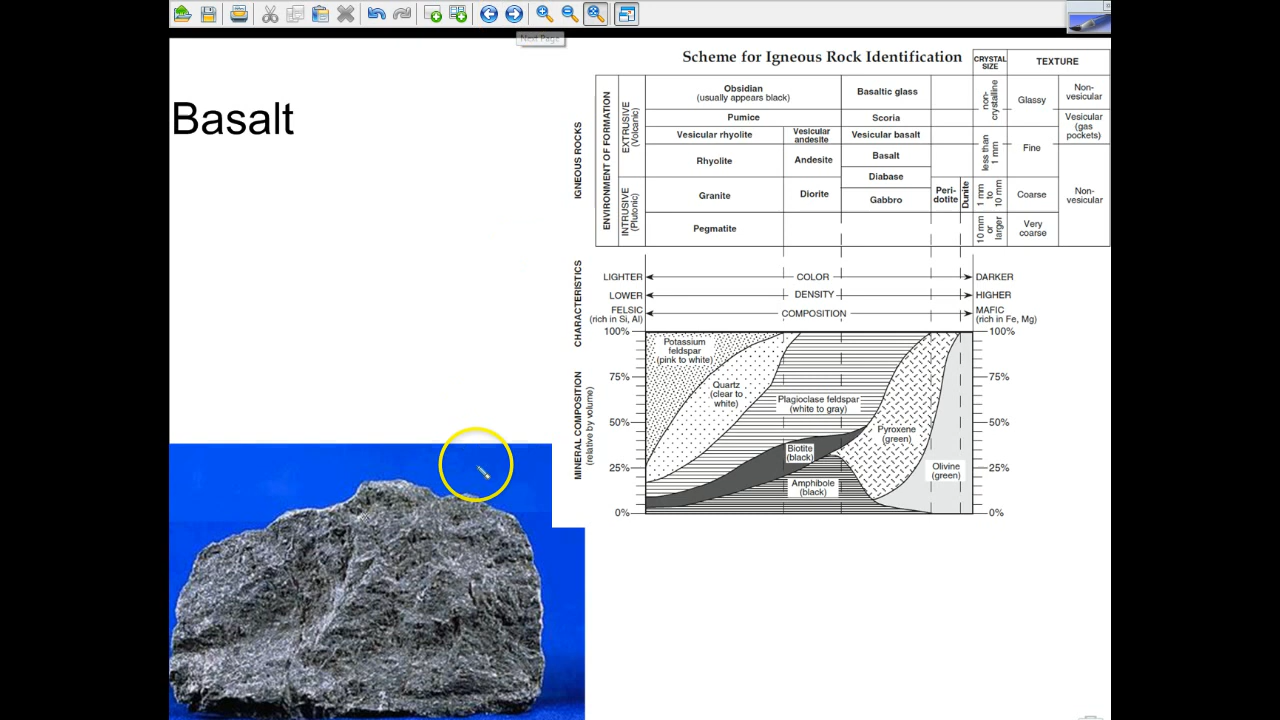 Next Page
Basalt
Scheme for Igneous Rock Identification
CRYSTAL
SIZE
TEXTURE
IGNEOUS ROCKS
ENVIRONMENT OF FORMATION
EXTRUSIVE
(Volcanic)
INTRUSIVE
(Plutonic)
Obsidian
(usually appears black)
Basaltic glass
Pumice
Scoria
Vesicular rhyolite
Vesicular
andesite
Vesicular basalt
Rhyolite
Andesite
Basalt
Diabase
Granite
Diorite
Gabbro
Peri-
dotite
Dunite
Pegmatite
non-
crystalline
less than
1 mm
1 mm
to
10 mm
10 mm
or
larger
Glassy
Fine
Coarse
Very
coarse
Non-
vesicular
Vesicular
(gas
pockets)
Non-
vesicular
CHARACTERISTICS
LIGHTER
COLOR
DARKER
LOWER
DENSITY
HIGHER
FELSIC
(rich in Si, Al)
COMPOSITION
MAFIC
(rich in Fe, Mg)
MINERAL COMPOSITION
(relative by volume)
100%
75%
50%
25%
0%
Potassium
feldspar
(pink to white)
Quartz
(clear to
white)
Plagioclase feldspar
(white to gray)
Biotite
(black)
Amphibole
(black)
Pyroxene
(green)
Olivine
(green)
100%
75%
50%
25%
0%